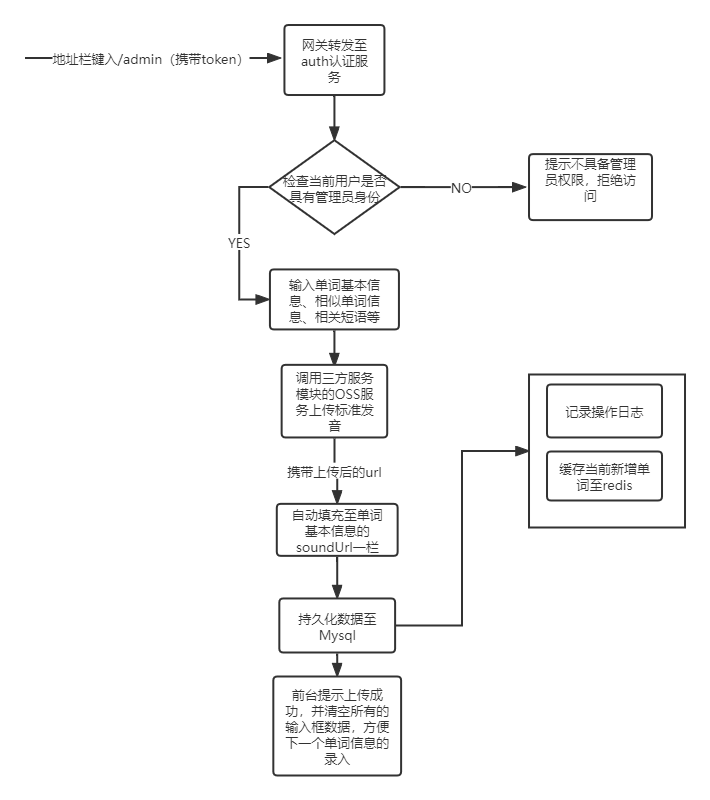 地址栏键入/admin（携带token）
网关转发至
auth认证服
务
检查当前用户是否
具有管理员身份
NO
提示不具备管理
员权限，拒绝访
问
YES
输入单词基本信
息、相似单词信
息、相关短语等
调用三方服务
模块的OSS服
务上传标准发
音
携带上传后的url
自动填充至单词
基本信息的
soundUrl一栏
持久化数据至
Mysql
记录操作日志
缓存当前新增单
词至redis
前台提示上传成
功，并清空所有的
输入框数据，方便
下一个单词信息的
录入